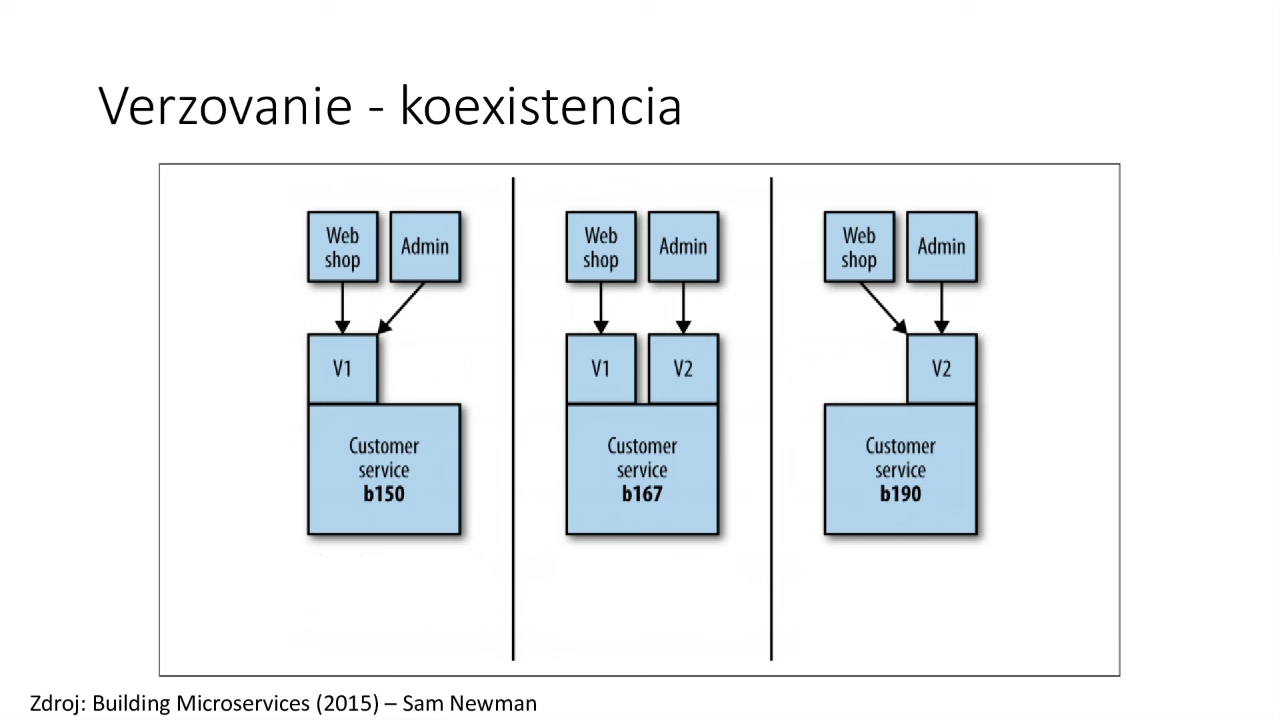 Verzovanie - koexistencia
Web
shop
Admin
V1
Customer
service
b150
Web
shop
Admin
V1
V2
Customer
service
b167
Web
shop
Admin
V2
Customer
service
b190
Zdroj: Building Microservices (2015) – Sam Newman